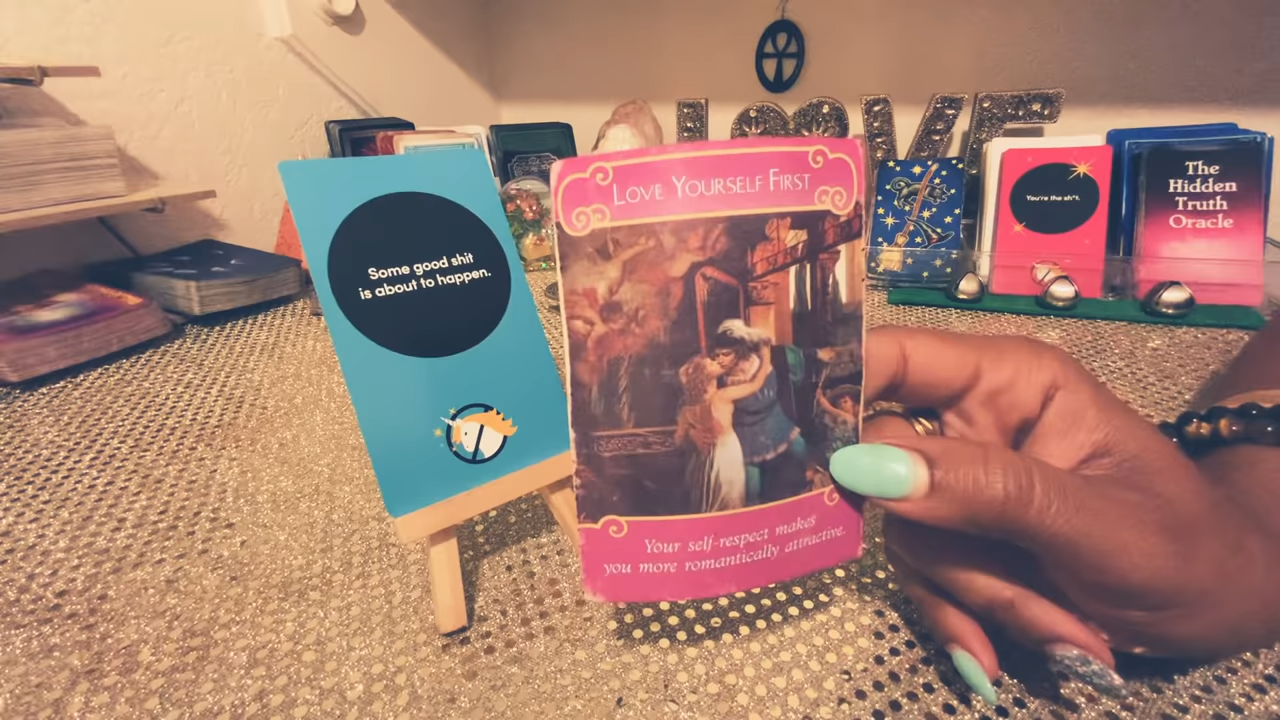 Some good shit
is about to happen.
LOVE YOURSELF FIRST
Your self-respect makes
you more romantically attractive.
LOVE
You're the sh*t.
The
Hidden
Truth
Oracle